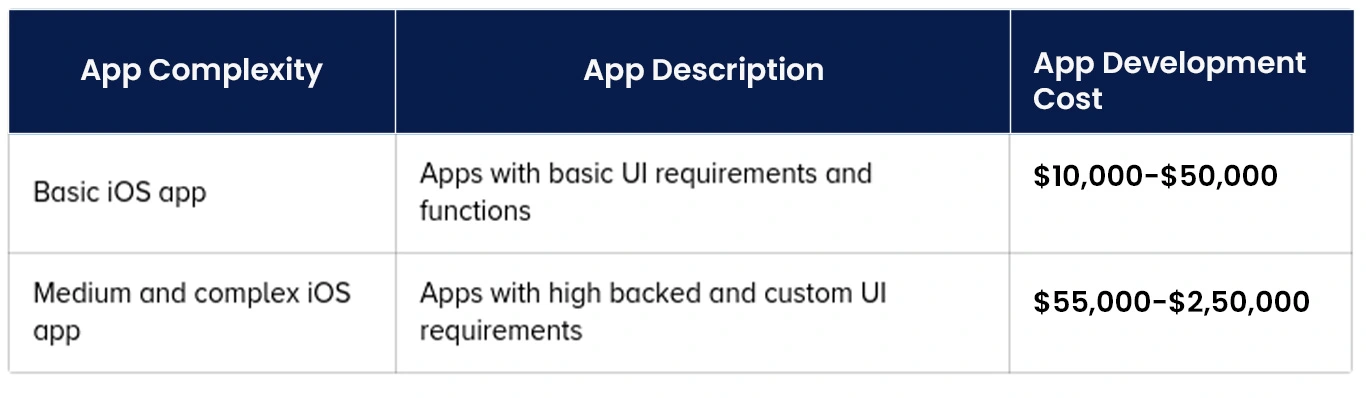 App Complexity
App Description
App Development
Cost
Basic iOS app
Apps with basic UI requirements and
functions
$10,000-$50,000
Medium and complex iOS
app
Apps with high backed and custom UI
requirements
$55,000-$2,50,000